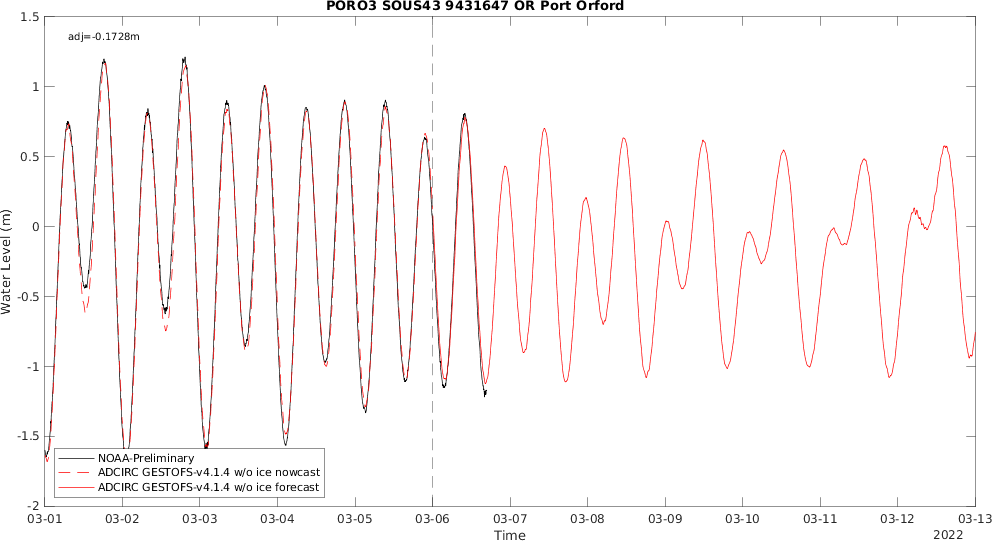 PORO3 SOUS43 9431647 OR Port Orford
adj=-0.1728m
1.5
1
0.5
0
-0.5
-1
-1.5
-2
Water Level (m)
NOAA-Preliminary
ADCIRC GESTOFS-v4.1.4 w/o ice nowcast
ADCIRC GESTOFS-v4.1.4 w/o ice forecast
03-01 03-02 03-03 03-04 03-05 03-06 03-07 03-08 03-09 03-10 03-11 03-12 03-13
Time
2022